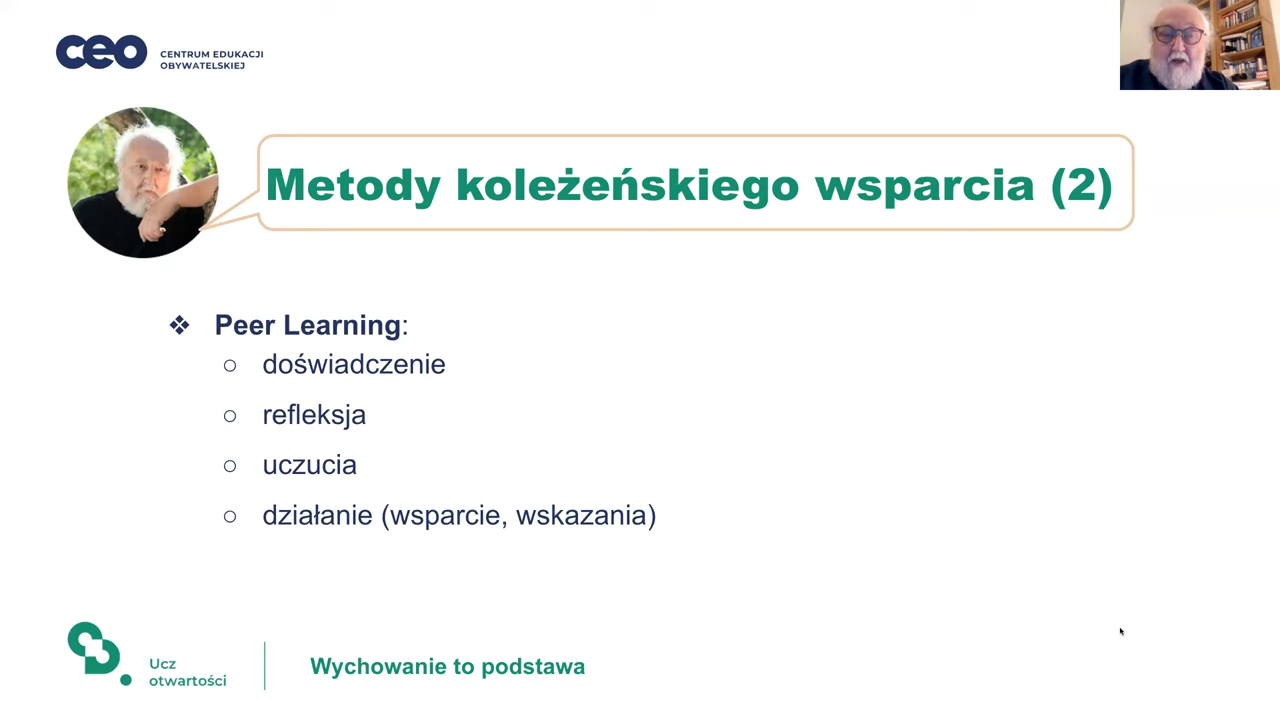 ceo
CENTRUM EDUKACJI
OBYWATELSKIEJ
Metody koleżeńskiego wsparcia (2)
❖ Peer Learning:
○ doświadczenie
○ refleksja
○ uczucia
○ działanie (wsparcie, wskazania)
Ucz
otwartości
Wychowanie to podstawa